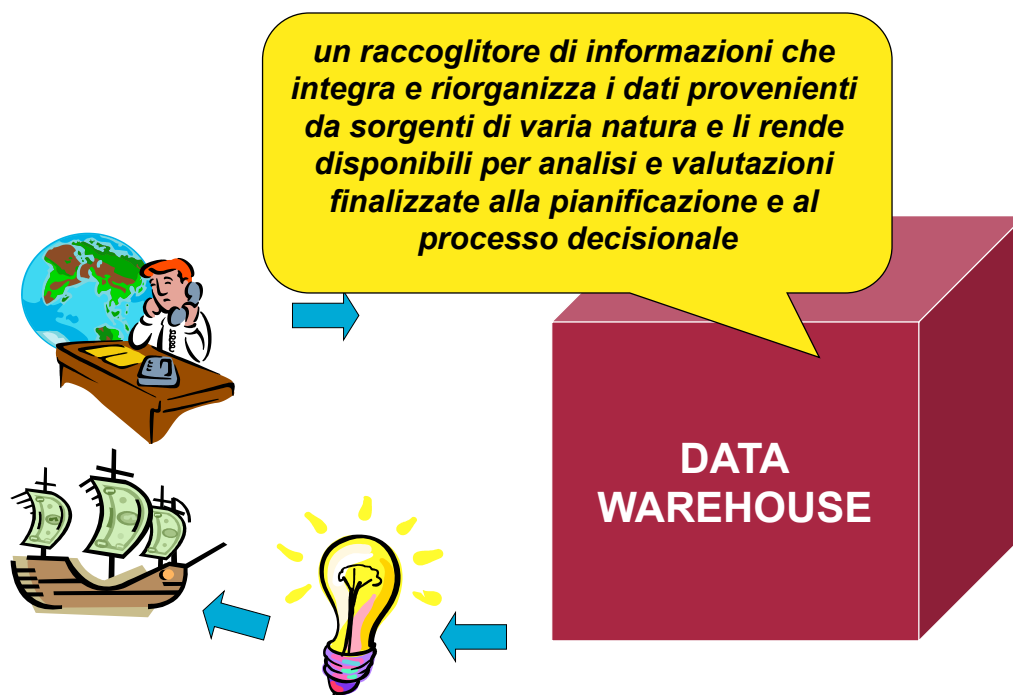 un raccoglitore di informazioni che
integra e riorganizza i dati provenienti
da sorgenti di varia natura e li rende
disponibili per analisi e valutazioni
finalizzate alla pianificazione e al
processo decisionale
DATA
WAREHOUSE